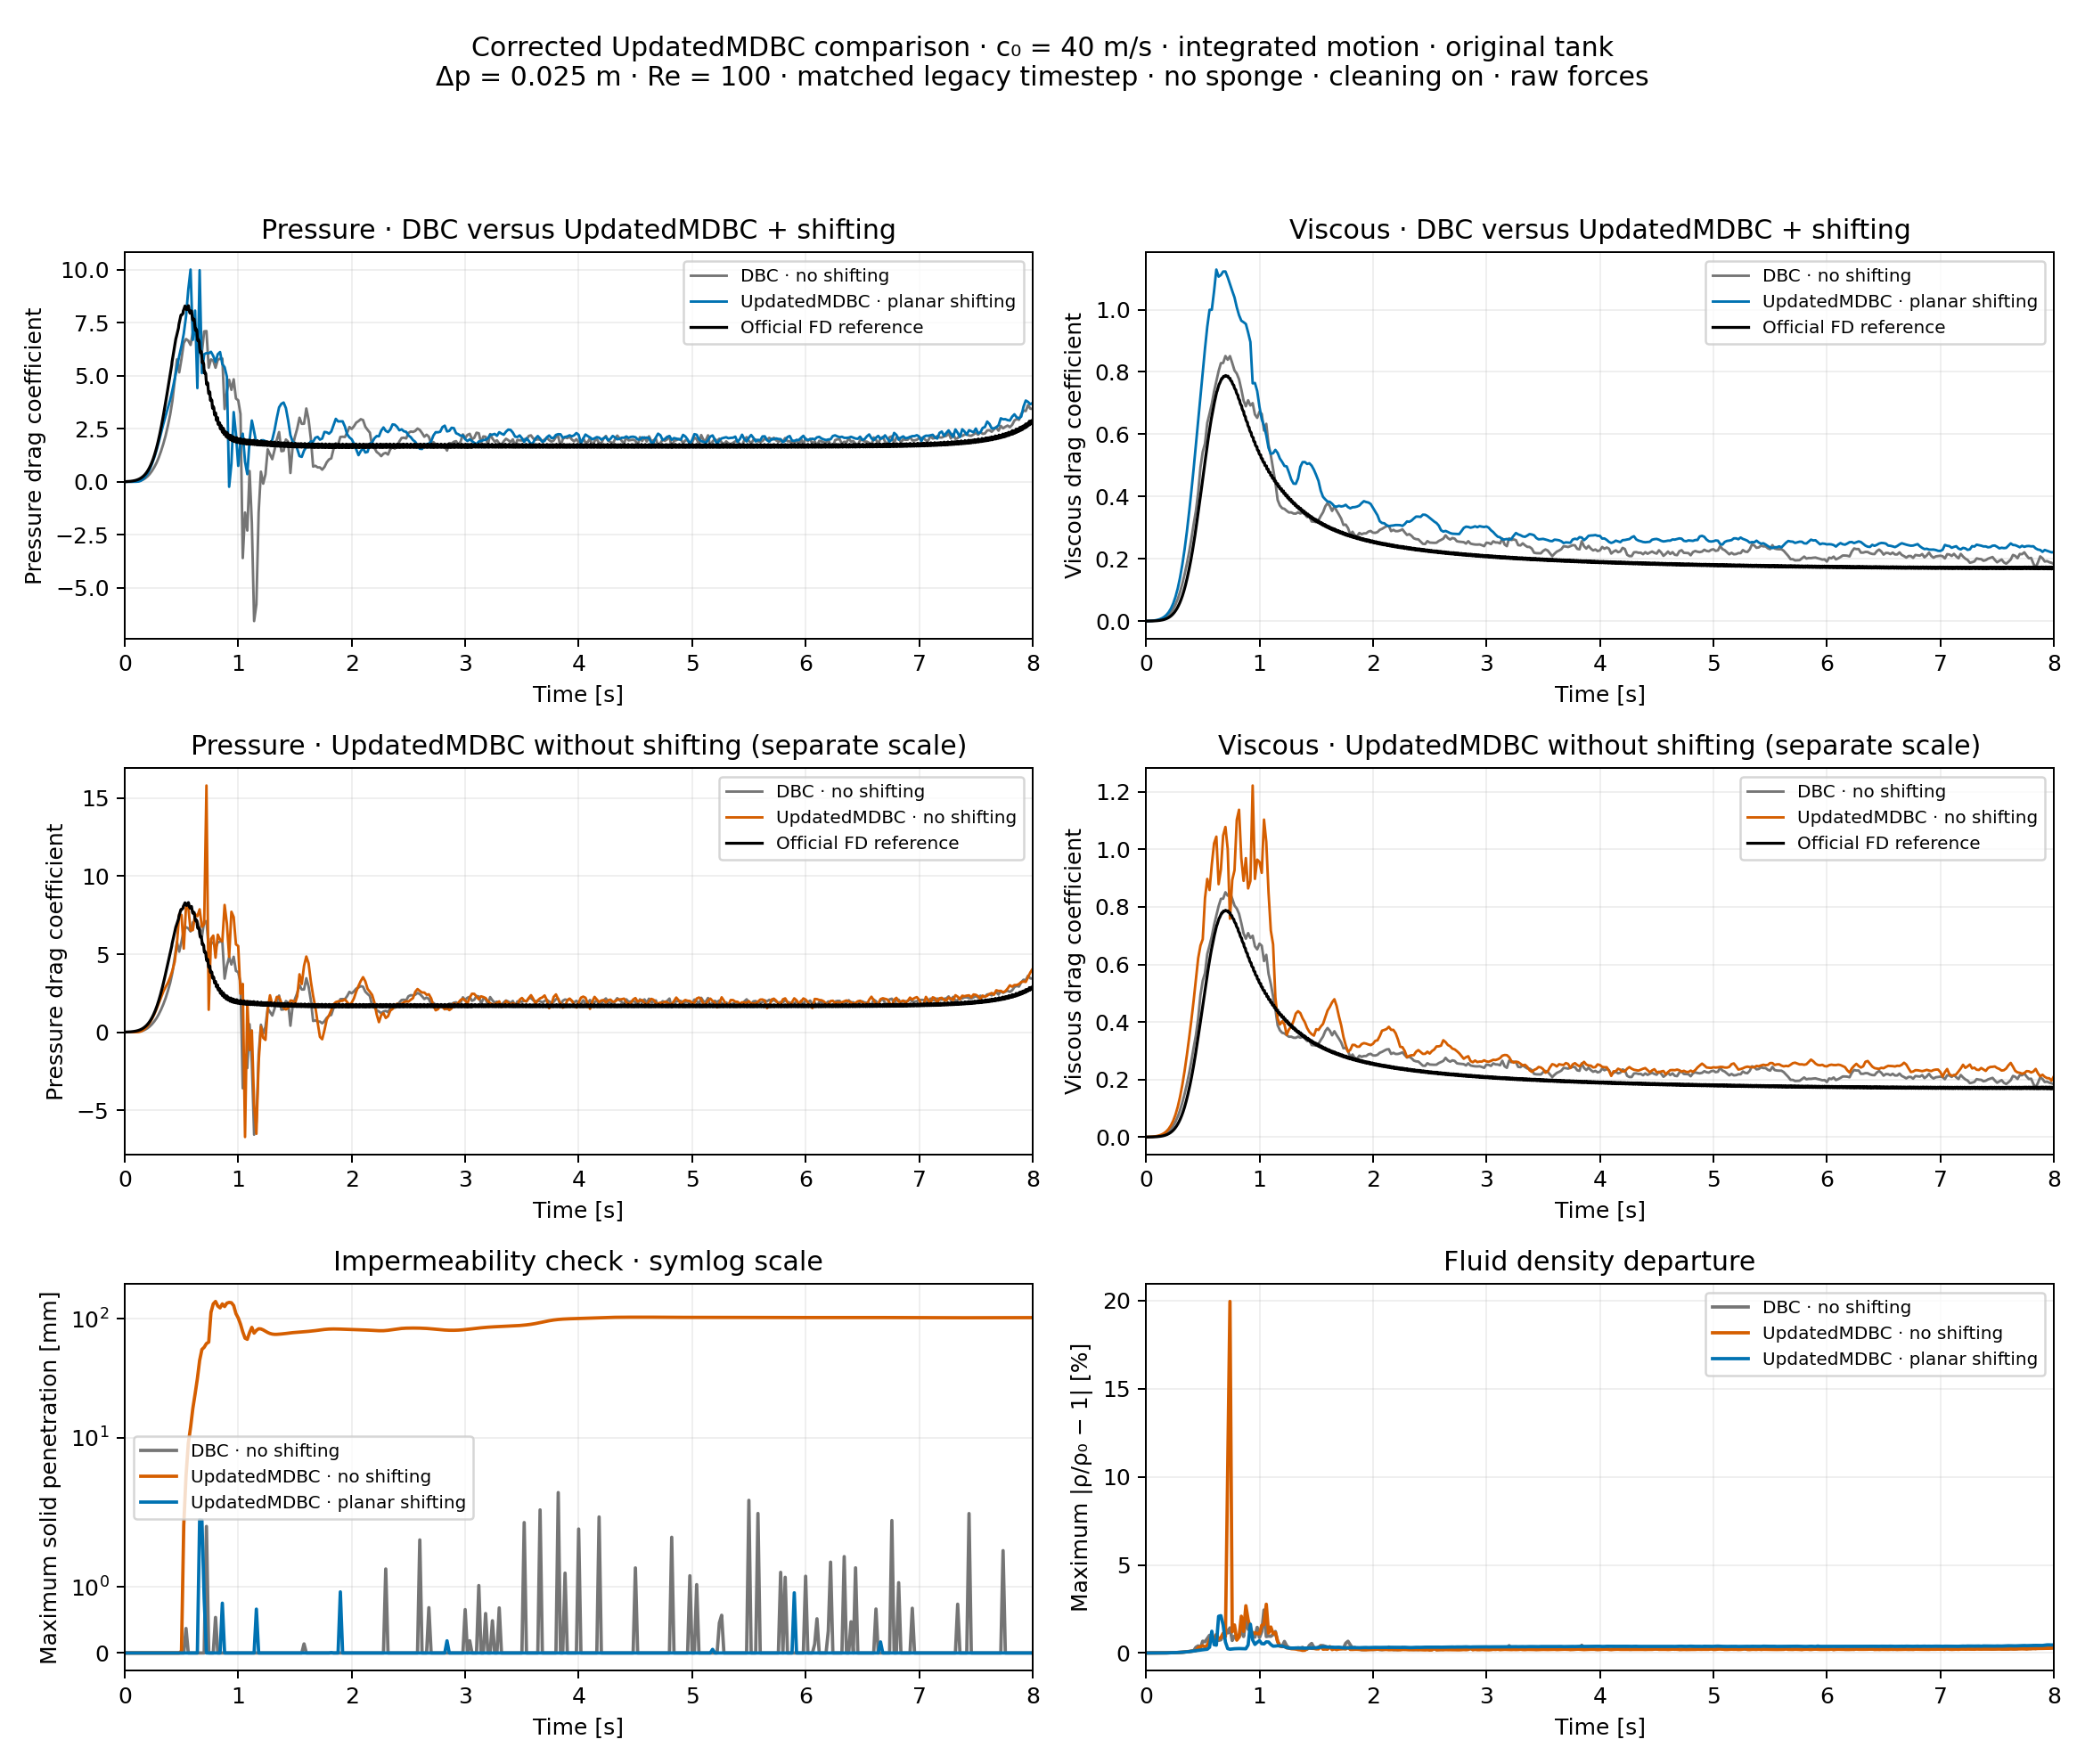 Corrected UpdatedMDBC comparison · c₀ = 40 m/s · integrated motion · original tank
Δp = 0.025 m · Re = 100 · matched legacy timestep · no sponge · cleaning on · raw forces
Pressure · DBC versus UpdatedMDBC + shifting
Pressure drag coefficient
10.0
7.5
5.0
2.5
0.0
−2.5
−5.0
DBC · no shifting
UpdatedMDBC · planar shifting
Official FD reference
0 1 2 3 4 5 6 7 8
Time [s]
Viscous · DBC versus UpdatedMDBC + shifting
Viscous drag coefficient
1.0
0.8
0.6
0.4
0.2
0.0
DBC · no shifting
UpdatedMDBC · planar shifting
Official FD reference
0 1 2 3 4 5 6 7 8
Time [s]
Pressure · UpdatedMDBC without shifting (separate scale)
Pressure drag coefficient
15
10
5
0
−5
DBC · no shifting
UpdatedMDBC · no shifting
Official FD reference
0 1 2 3 4 5 6 7 8
Time [s]
Viscous · UpdatedMDBC without shifting (separate scale)
Viscous drag coefficient
1.2
1.0
0.8
0.6
0.4
0.2
0.0
DBC · no shifting
UpdatedMDBC · no shifting
Official FD reference
0 1 2 3 4 5 6 7 8
Time [s]
Impermeability check · symlog scale
Maximum solid penetration [mm]
10²
10¹
10⁰
0
DBC · no shifting
UpdatedMDBC · no shifting
UpdatedMDBC · planar shifting
0 1 2 3 4 5 6 7 8
Time [s]
Fluid density departure
Maximum |ρ/ρ₀ − 1| [%]
20
15
10
5
0
DBC · no shifting
UpdatedMDBC · no shifting
UpdatedMDBC · planar shifting
0 1 2 3 4 5 6 7 8
Time [s]